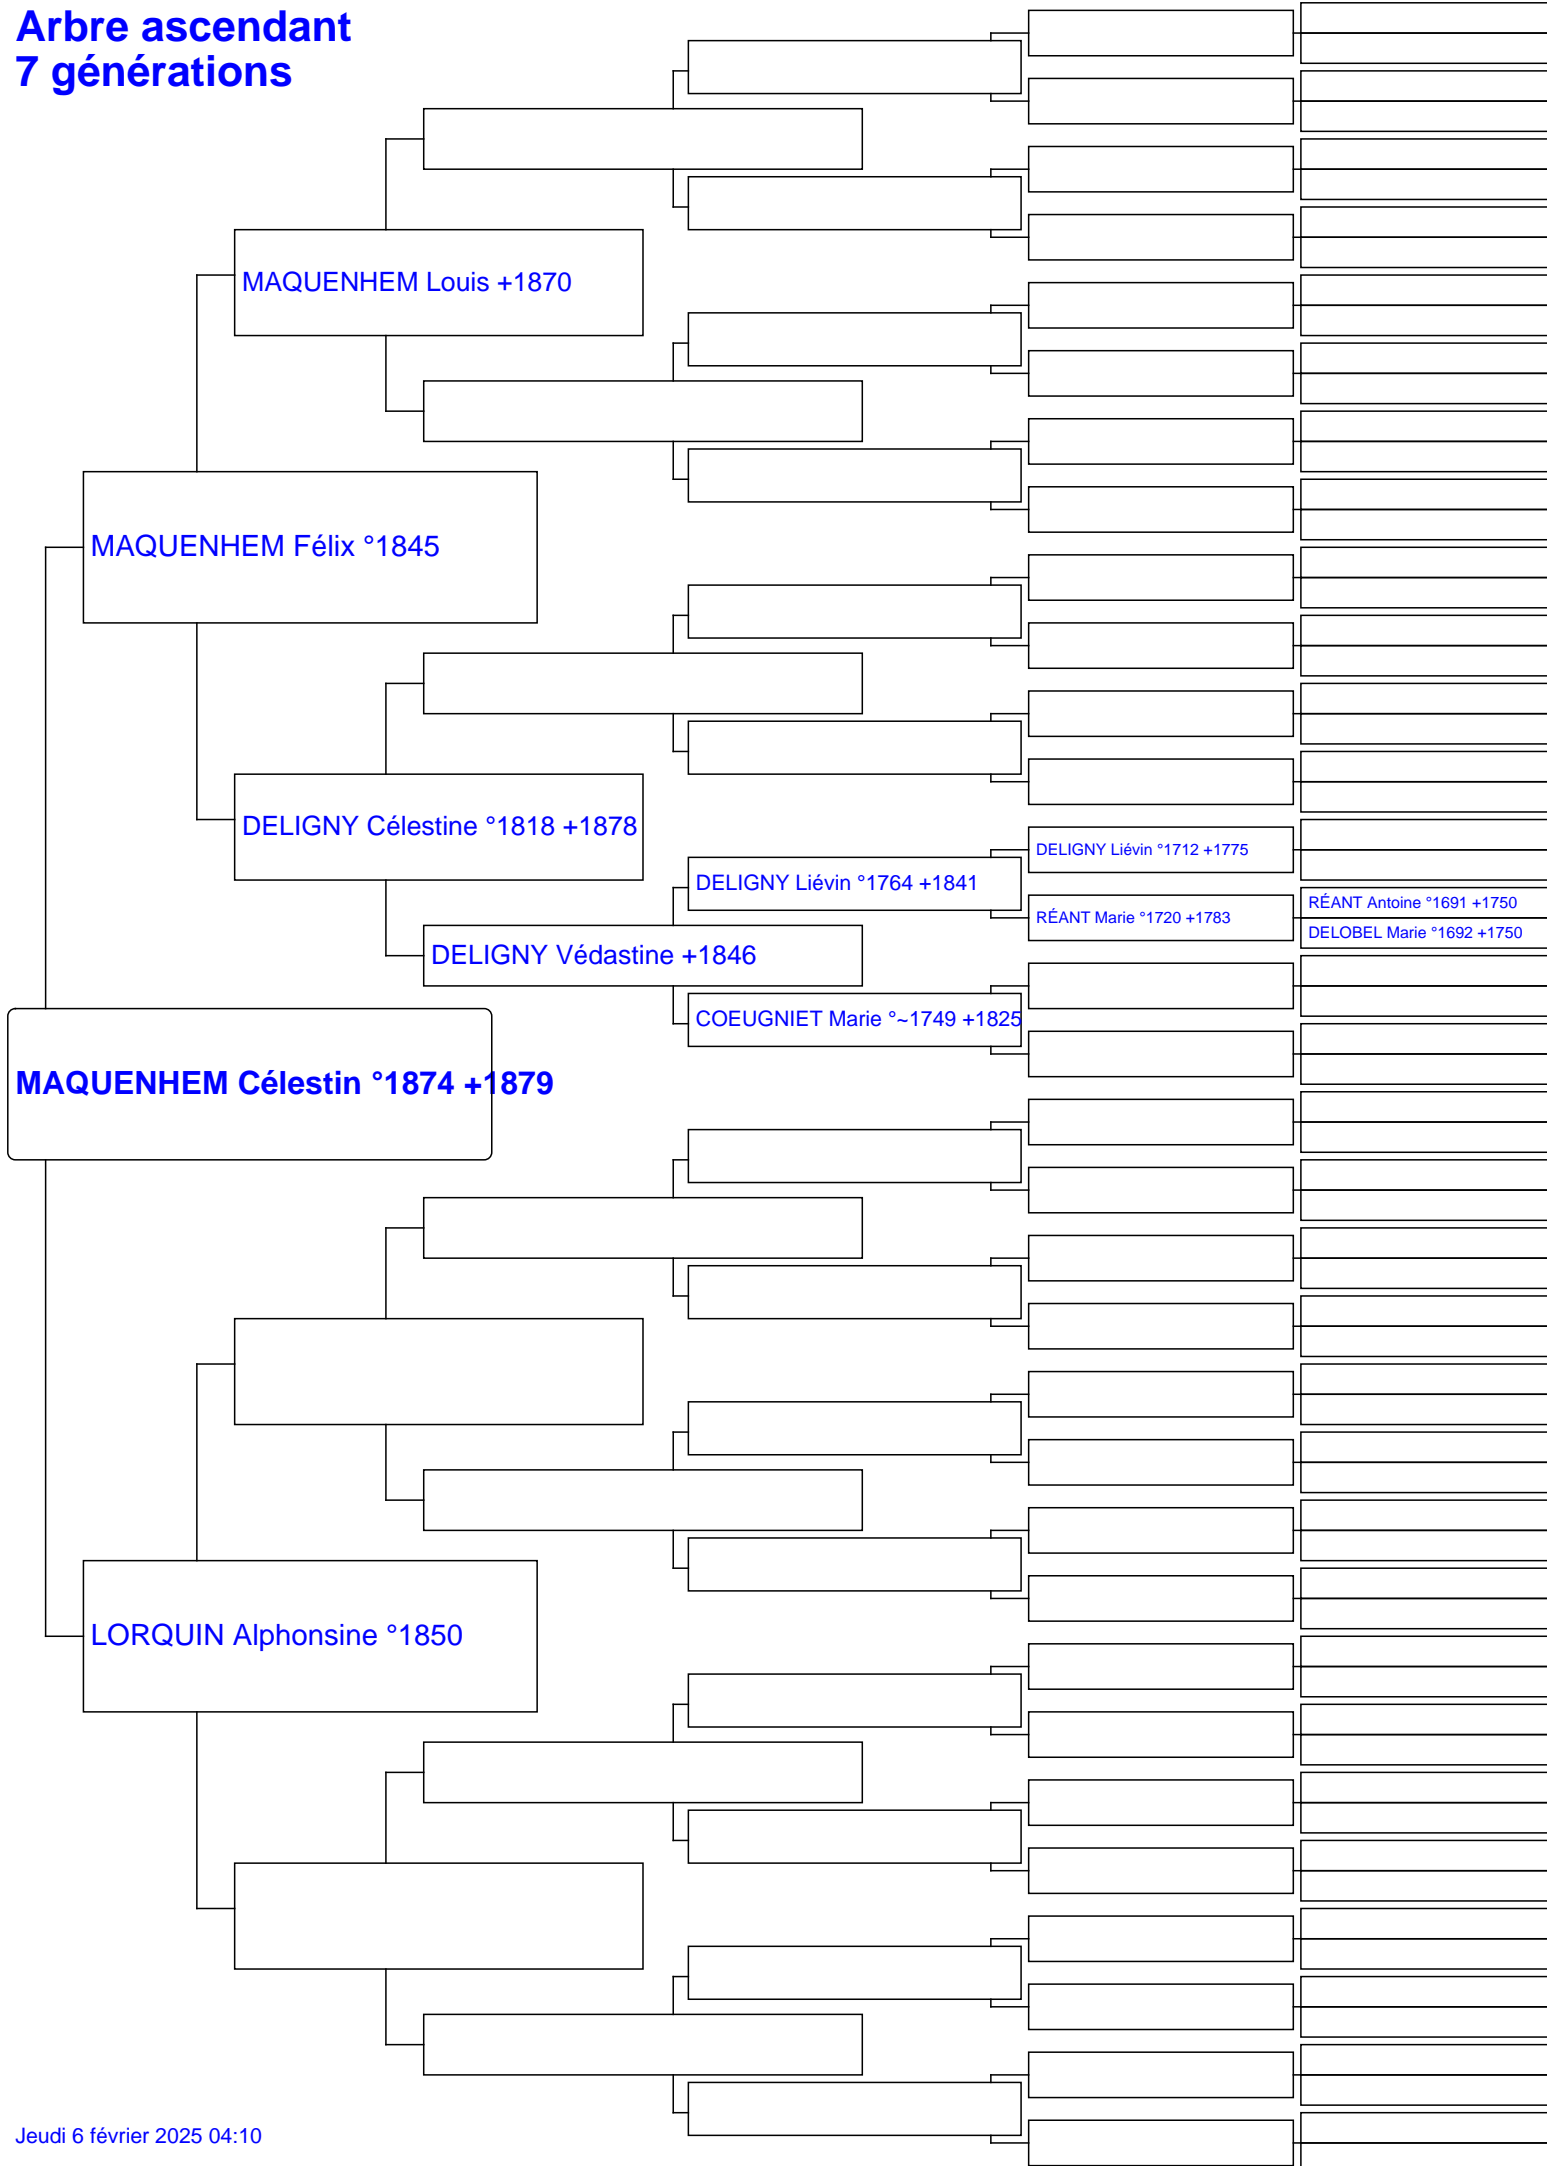 Arbre ascendant
7 générations
MAQUENHEM Louis +1870
MAQUENHEM Félix °1845
DELIGNY Célestine °1818 +1878
DELIGNY Liévin °1712 +1775
DELIGNY Liévin °1764 +1841
RÉANT Antoine °1691 +1750
RÉANT Marie °1720 +1783
DELOBEL Marie °1692 +1750
DELIGNY Védastine +1846
COEUGNIET Marie °~1749 +1825
MAQUENHEM Célestin °1874 +1879
LORQUIN Alphonsine °1850
Jeudi 6 février 2025 04:10